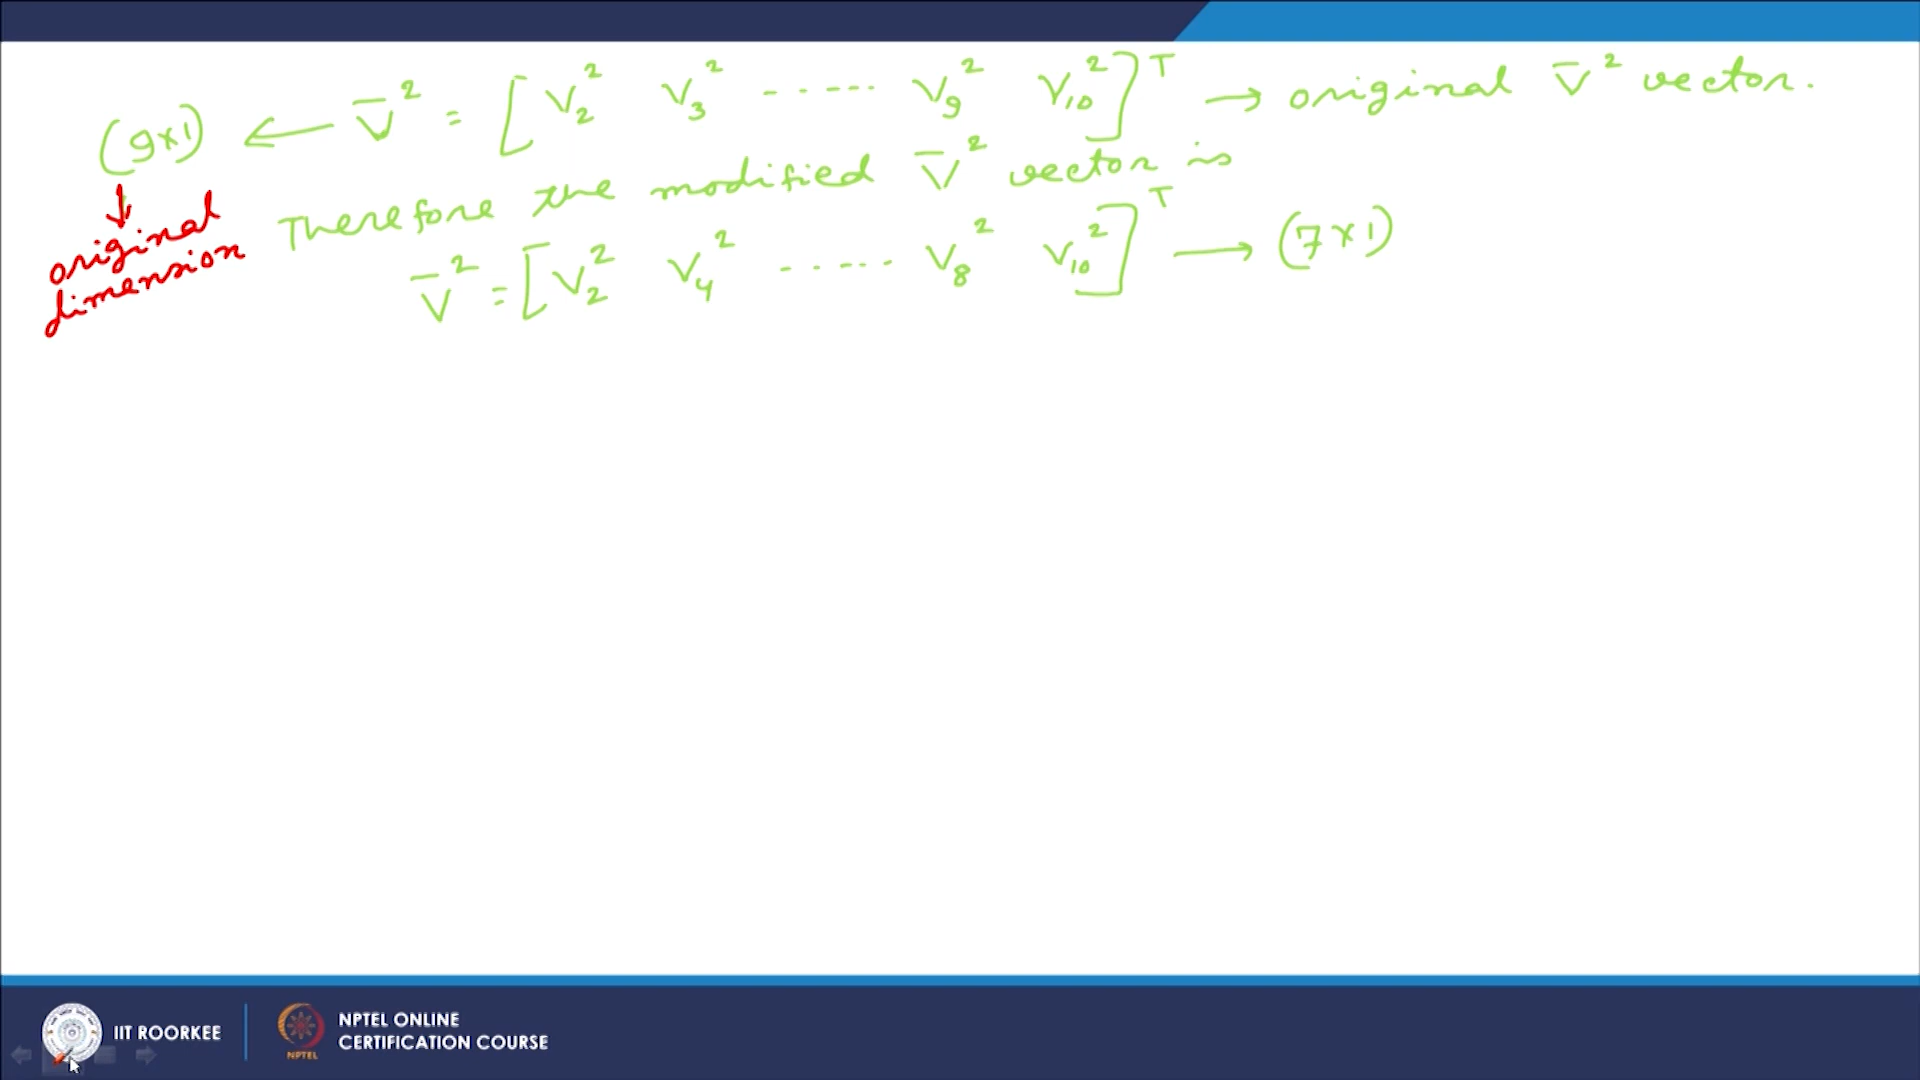 (9×1) ← V̄² = [V₂² V₃² ...... V₉² V₁₀²]ᵀ → original V̄² vector.
↓
original
dimension
Therefore the modified V̄² vector is
V̄² = [V₂² V₄² ...... V₈² V₁₀²]ᵀ → (7×1)
IIT ROORKEE
NPTEL
NPTEL ONLINE
CERTIFICATION COURSE